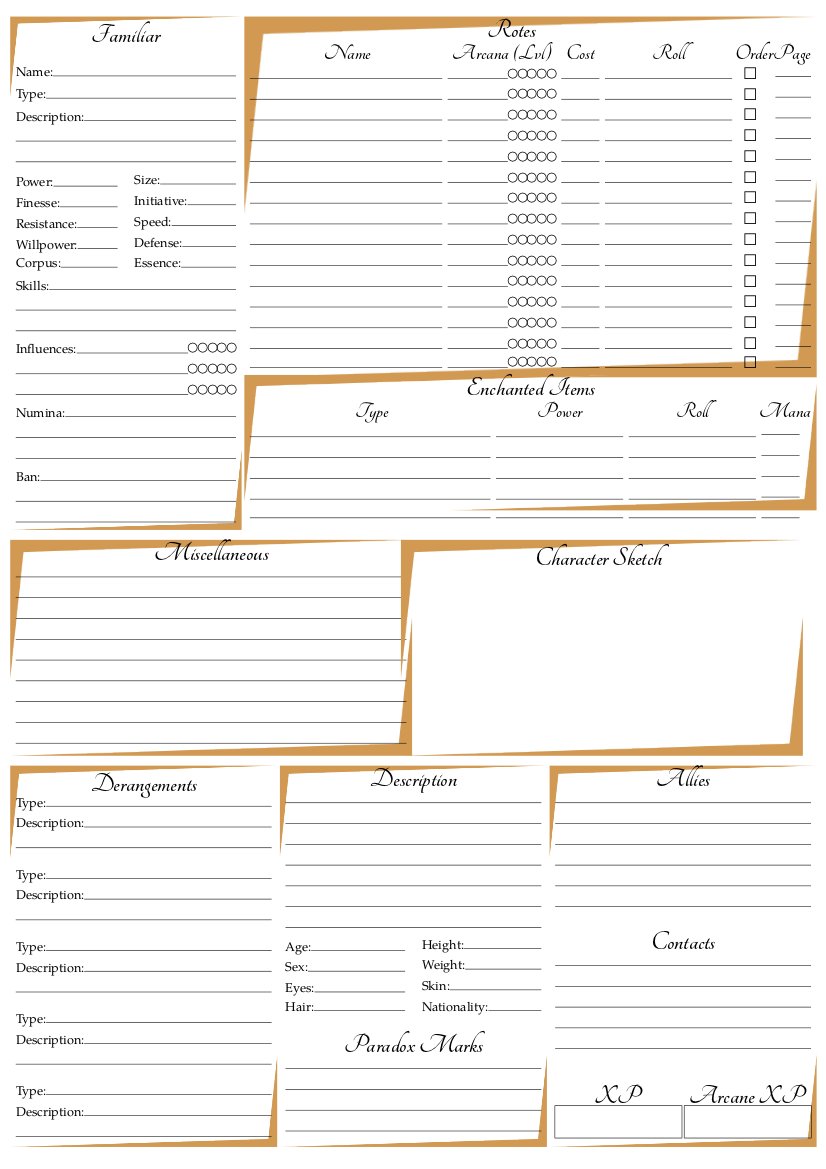 Familiar
Name:
Type:
Description:
Power: Size:
Finesse: Initiative:
Resistance: Speed:
Willpower: Defense:
Corpus: Essence:
Skills:
Influences:
Numina:
Ban:
Rotes
Name Arcana (Lvl) Cost Roll Order Page
Enchanted Items
Type Power Roll Mana
Miscellaneous
Character Sketch
Derangements
Type:
Description:
Type:
Description:
Type:
Description:
Type:
Description:
Type:
Description:
Description
Age: Height:
Sex: Weight:
Eyes: Skin:
Hair: Nationality:
Paradox Marks
Allies
Contacts
XP Arcane XP